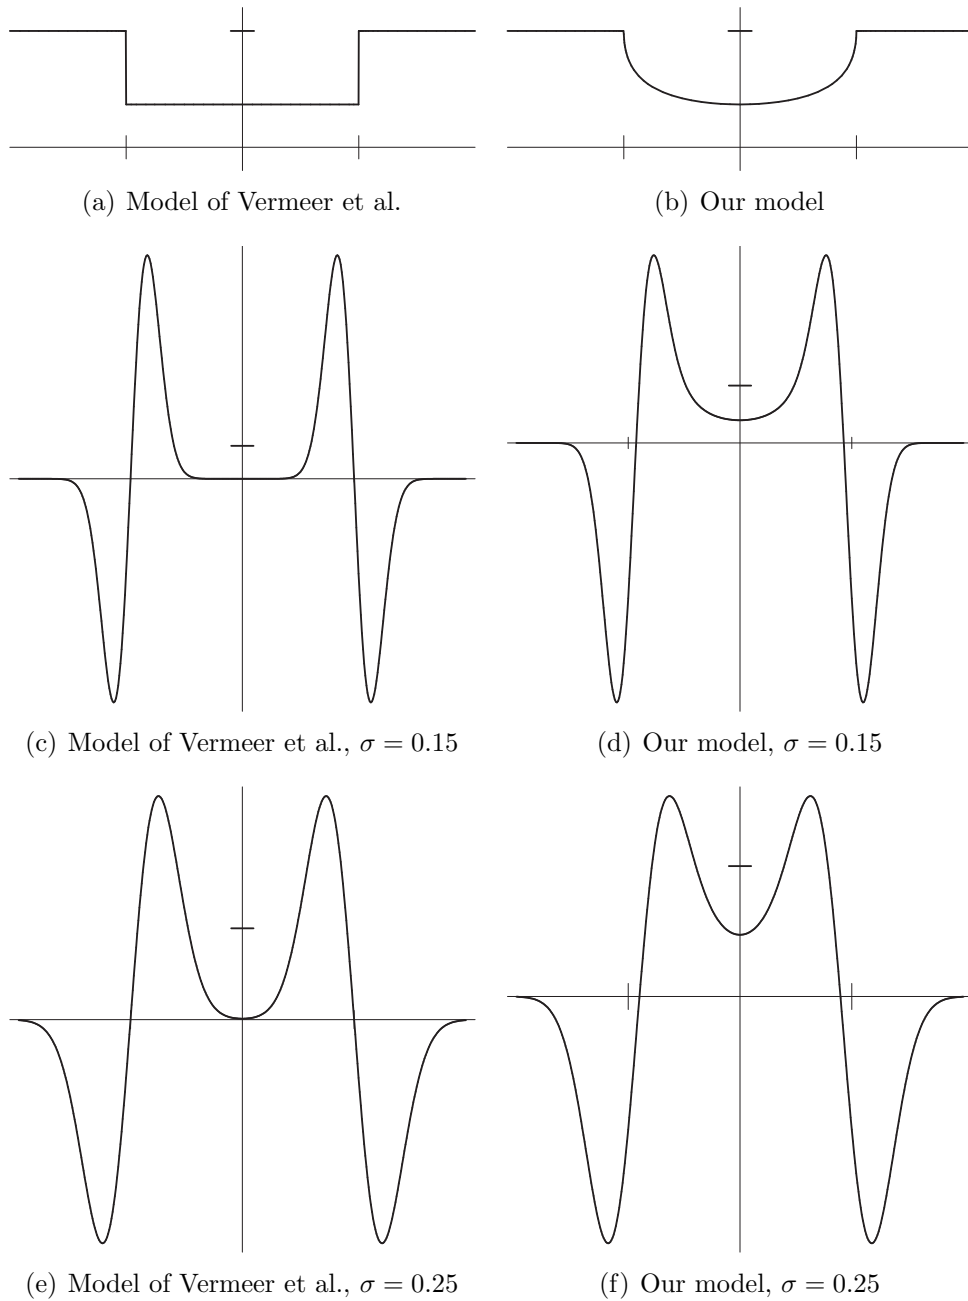 (a) Model of Vermeer et al.
(b) Our model
(c) Model of Vermeer et al., σ = 0.15
(d) Our model, σ = 0.15
(e) Model of Vermeer et al., σ = 0.25
(f) Our model, σ = 0.25